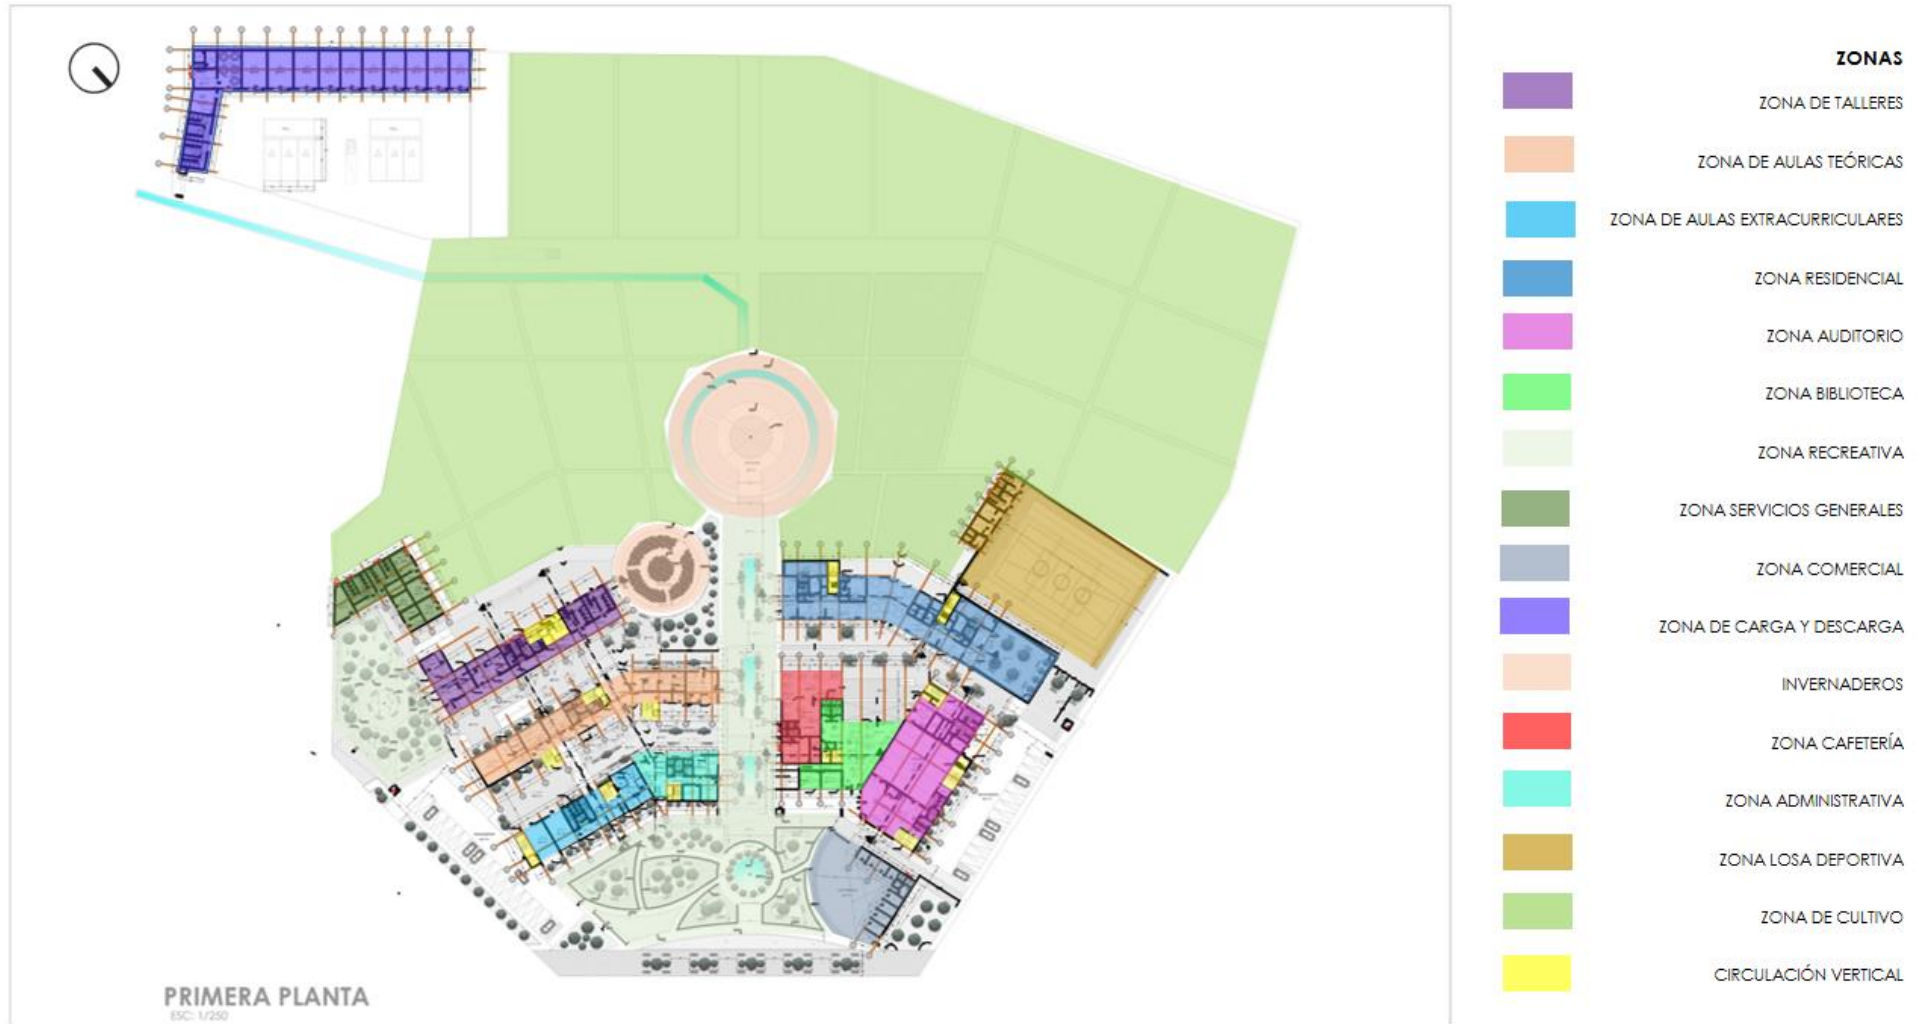 ZONAS
ZONA DE TALLERES
ZONA DE AULAS TEÓRICAS
ZONA DE AULAS EXTRACURRICULARES
ZONA RESIDENCIAL
ZONA AUDITORIO
ZONA BIBLIOTECA
ZONA RECREATIVA
ZONA SERVICIOS GENERALES
ZONA COMERCIAL
ZONA DE CARGA Y DESCARGA
INVERNADEROS
ZONA CAFETERÍA
ZONA ADMINISTRATIVA
ZONA LOSA DEPORTIVA
ZONA DE CULTIVO
CIRCULACIÓN VERTICAL
PRIMERA PLANTA
ESC: 1/250